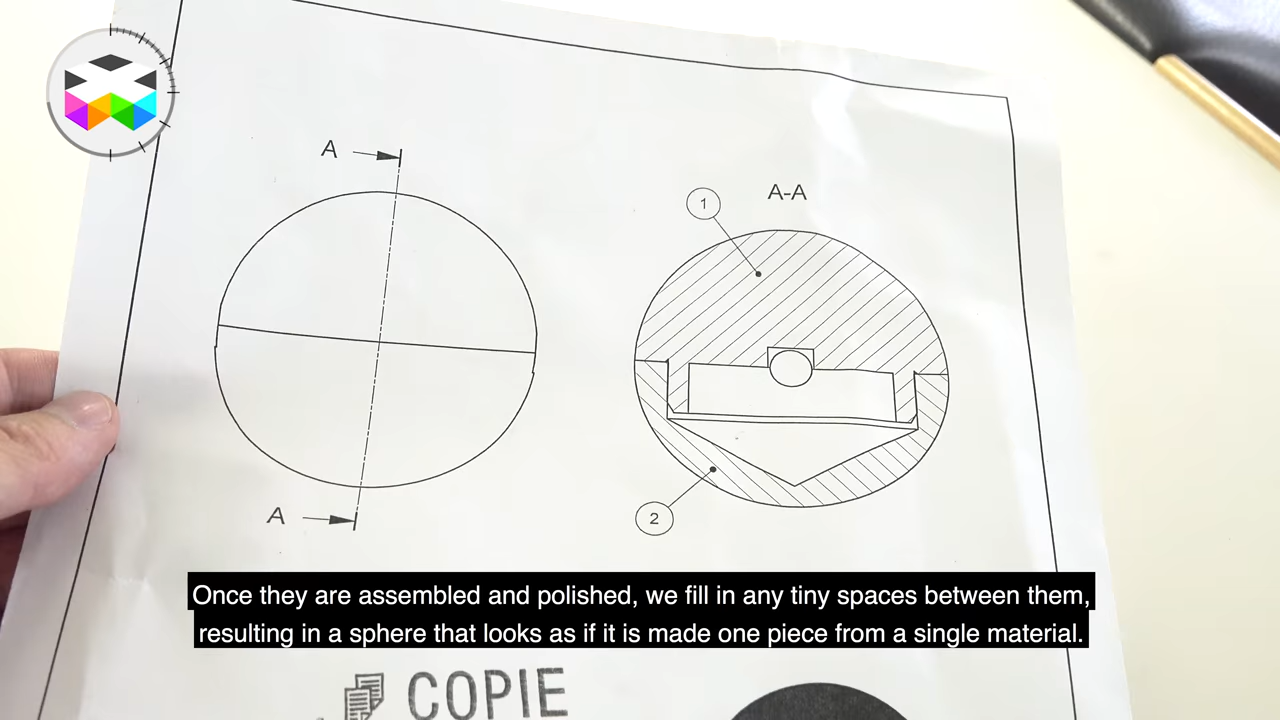 A
A-A
1
2
A
Once they are assembled and polished, we fill in any tiny spaces between them,
resulting in a sphere that looks as if it is made one piece from a single material.
COPIE